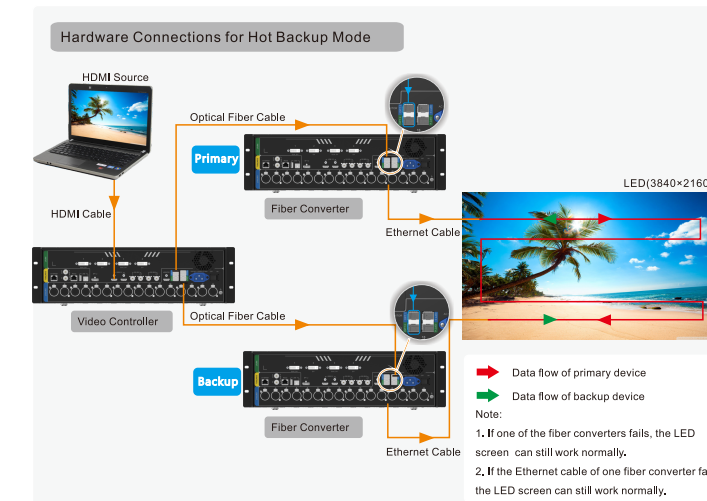 Hardware Connections for Hot Backup Mode
HDMI Source
Optical Fiber Cable
Primary
Fiber Converter
LED(3840×2160
HDMI Cable
Ethernet Cable
Video Controller
Optical Fiber Cable
Backup
Fiber Converter
Ethernet Cable
Data flow of primary device
Data flow of backup device
Note:
1. If one of the fiber converters fails, the LED
screen can still work normally.
2. If the Ethernet cable of one fiber converter fa
the LED screen can still work normally.